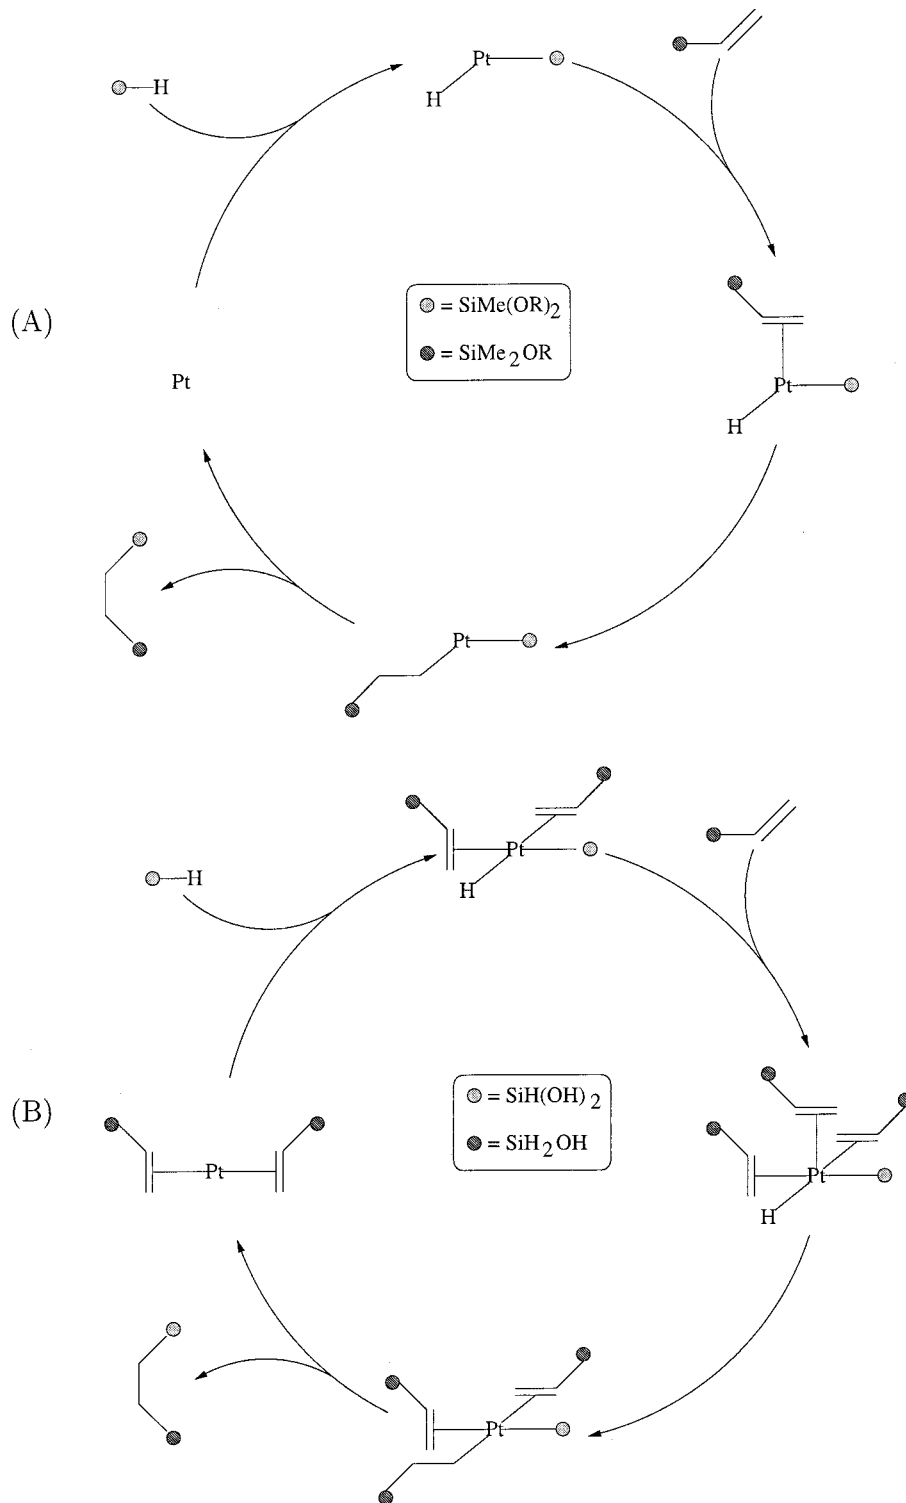 Pt
H
H
(A)
= SiMe(OR)2
= SiMe2OR
Pt
Pt
H
Pt
Pt
H
H
(B)
= SiH(OH)2
= SiH2OH
Pt
Pt
H
Pt